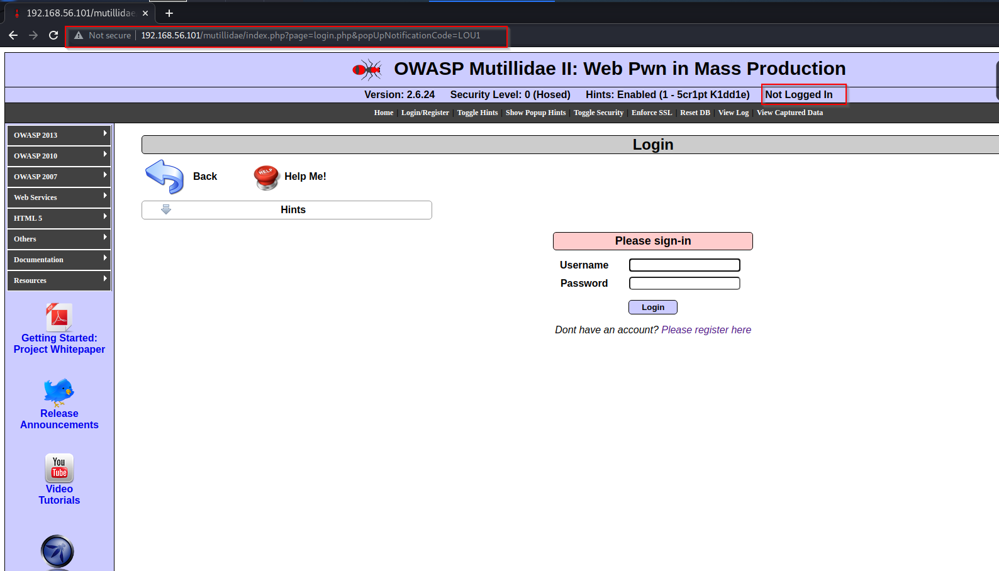 192.168.56.101/mutillidae
Not secure 192.168.56.101/mutillidae/index.php?page=login.php&popUpNotificationCode=LOU1
OWASP Mutillidae II: Web Pwn in Mass Production
Version: 2.6.24 Security Level: 0 (Hosed) Hints: Enabled (1 - 5cr1pt K1dd1e) Not Logged In
Home | Login/Register | Toggle Hints | Show Popup Hints | Toggle Security | Enforce SSL | Reset DB | View Log | View Captured Data
OWASP 2013
OWASP 2010
OWASP 2007
Web Services
HTML 5
Others
Documentation
Resources
Getting Started:
Project Whitepaper
Release
Announcements
You
Tube
Video
Tutorials
Login
Back
HELP
Help Me!
Hints
Please sign-in
Username
Password
Login
Dont have an account? Please register here